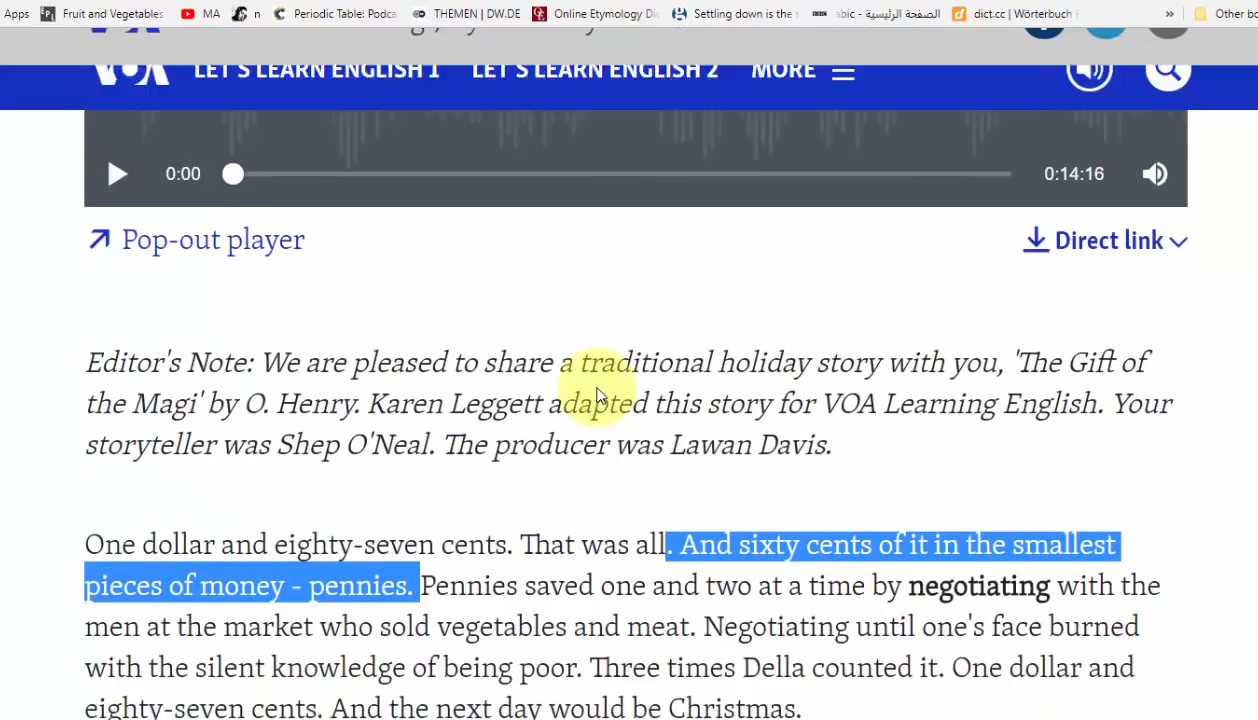 Apps Fruit and Vegetables MA n Periodic Table: Podca THEMEN | DW.DE Online Etymology Di Settling down is the الصفحة الرئيسية - abic dict.cc | Wörterbuch » Other bo
VOA LET'S LEARN ENGLISH 1 LET'S LEARN ENGLISH 2 MORE
0:00 0:14:16
Pop-out player Direct link
Editor's Note: We are pleased to share a traditional holiday story with you, 'The Gift of
the Magi' by O. Henry. Karen Leggett adapted this story for VOA Learning English. Your
storyteller was Shep O'Neal. The producer was Lawan Davis.
One dollar and eighty-seven cents. That was all. And sixty cents of it in the smallest
pieces of money - pennies. Pennies saved one and two at a time by negotiating with the
men at the market who sold vegetables and meat. Negotiating until one's face burned
with the silent knowledge of being poor. Three times Della counted it. One dollar and
eighty-seven cents. And the next day would be Christmas.